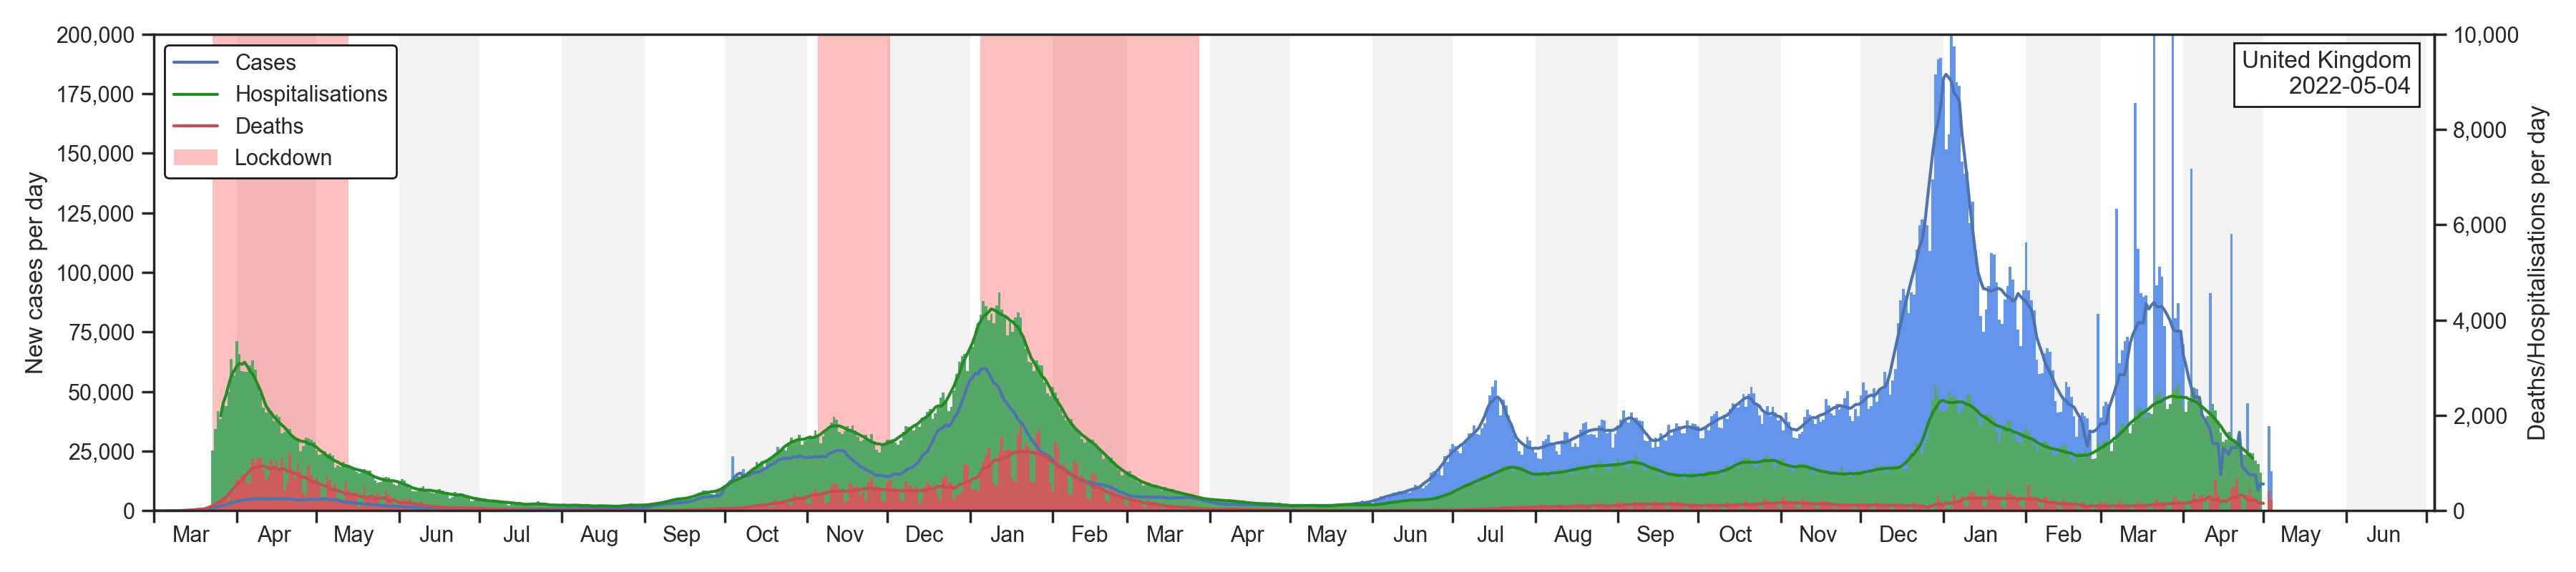 200,000
175,000
150,000
125,000
100,000
75,000
50,000
25,000
0
New cases per day
Cases
Hospitalisations
Deaths
Lockdown
United Kingdom
2022-05-04
10,000
8,000
6,000
4,000
2,000
0
Deaths/Hospitalisations per day
Mar Apr May Jun Jul Aug Sep Oct Nov Dec Jan Feb Mar Apr May Jun Jul Aug Sep Oct Nov Dec Jan Feb Mar Apr May Jun